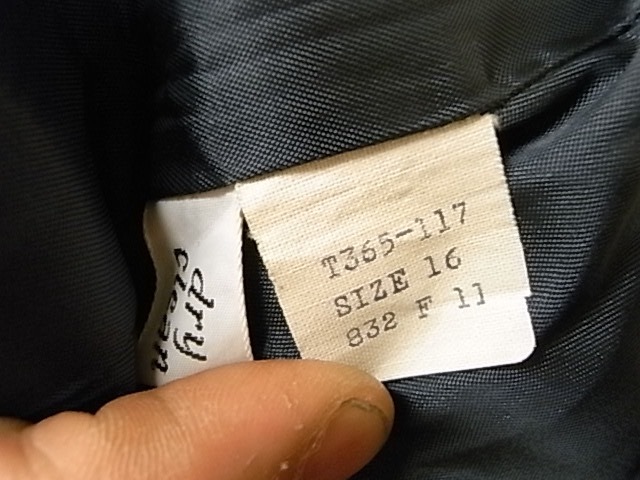 dry
clean
T365-117
SIZE 16
832 F 11